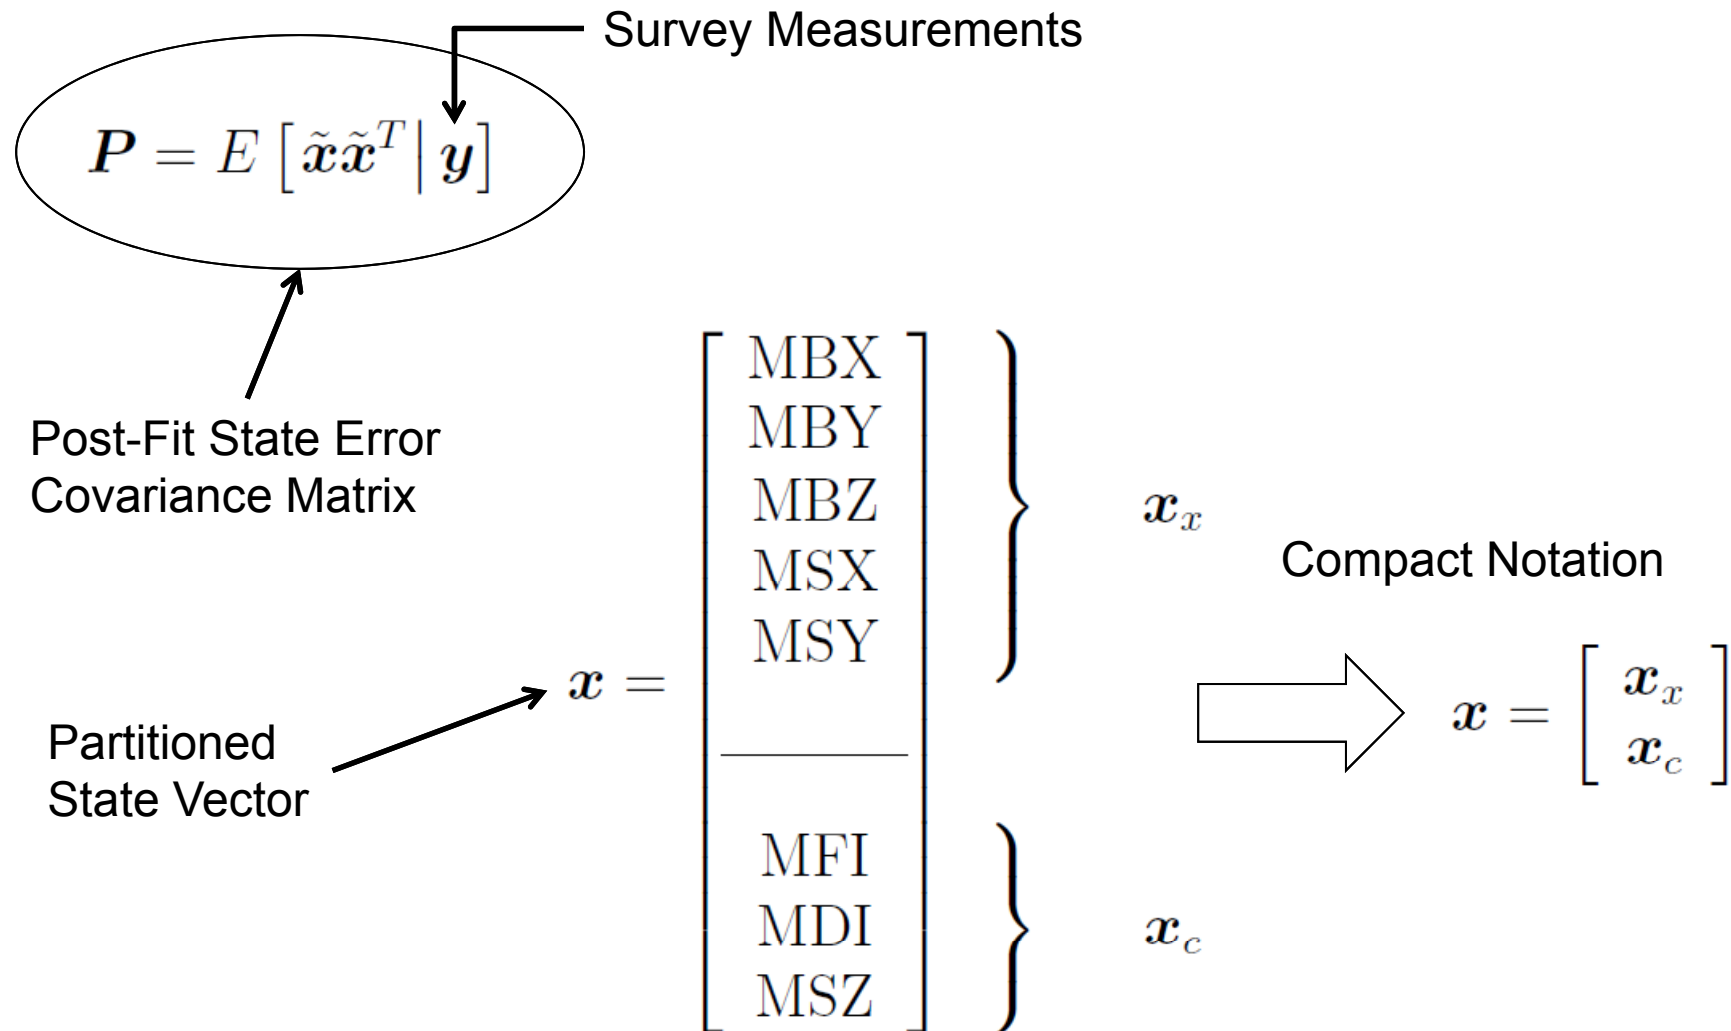 Survey Measurements
P = E [ x̃x̃ᵀ | y ]
Post-Fit State Error
Covariance Matrix
MBX
MBY
MBZ
MSX
MSY
x_x
Compact Notation
x =
x = [ x_x
x_c ]
Partitioned
State Vector
MFI
MDI
MSZ
x_c